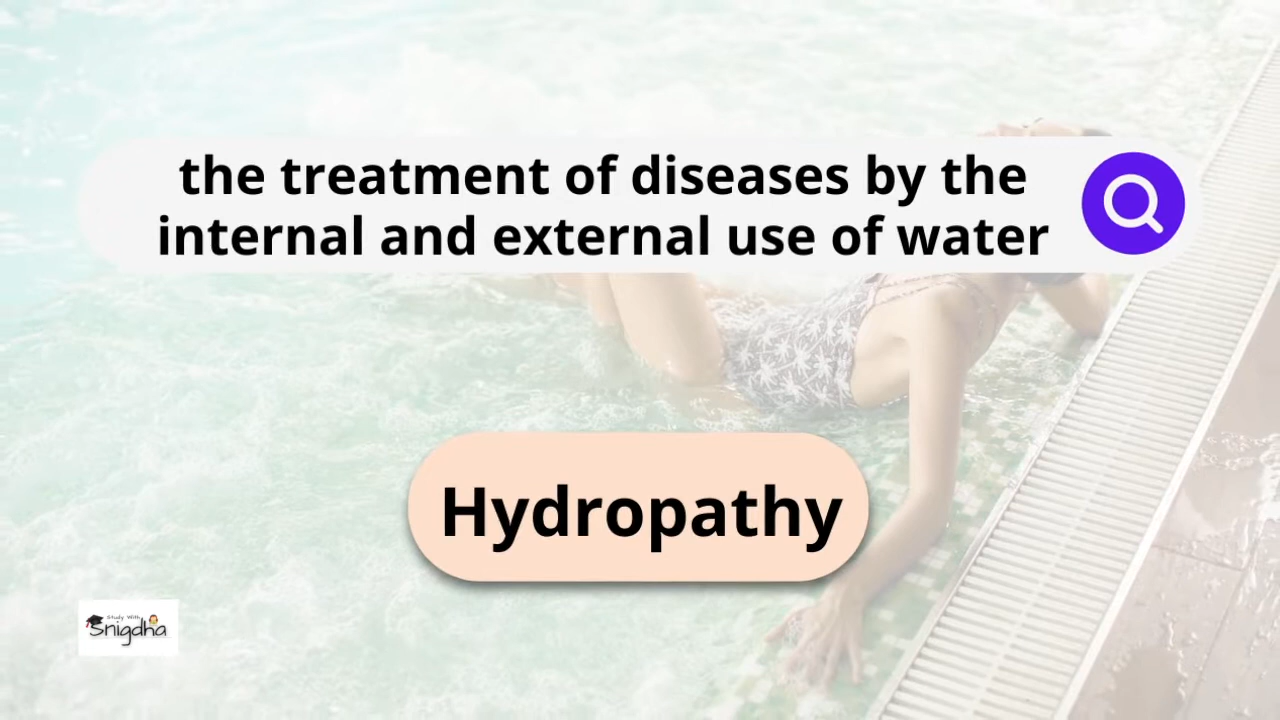 the treatment of diseases by the
internal and external use of water
Hydropathy
Study With
Snigdha